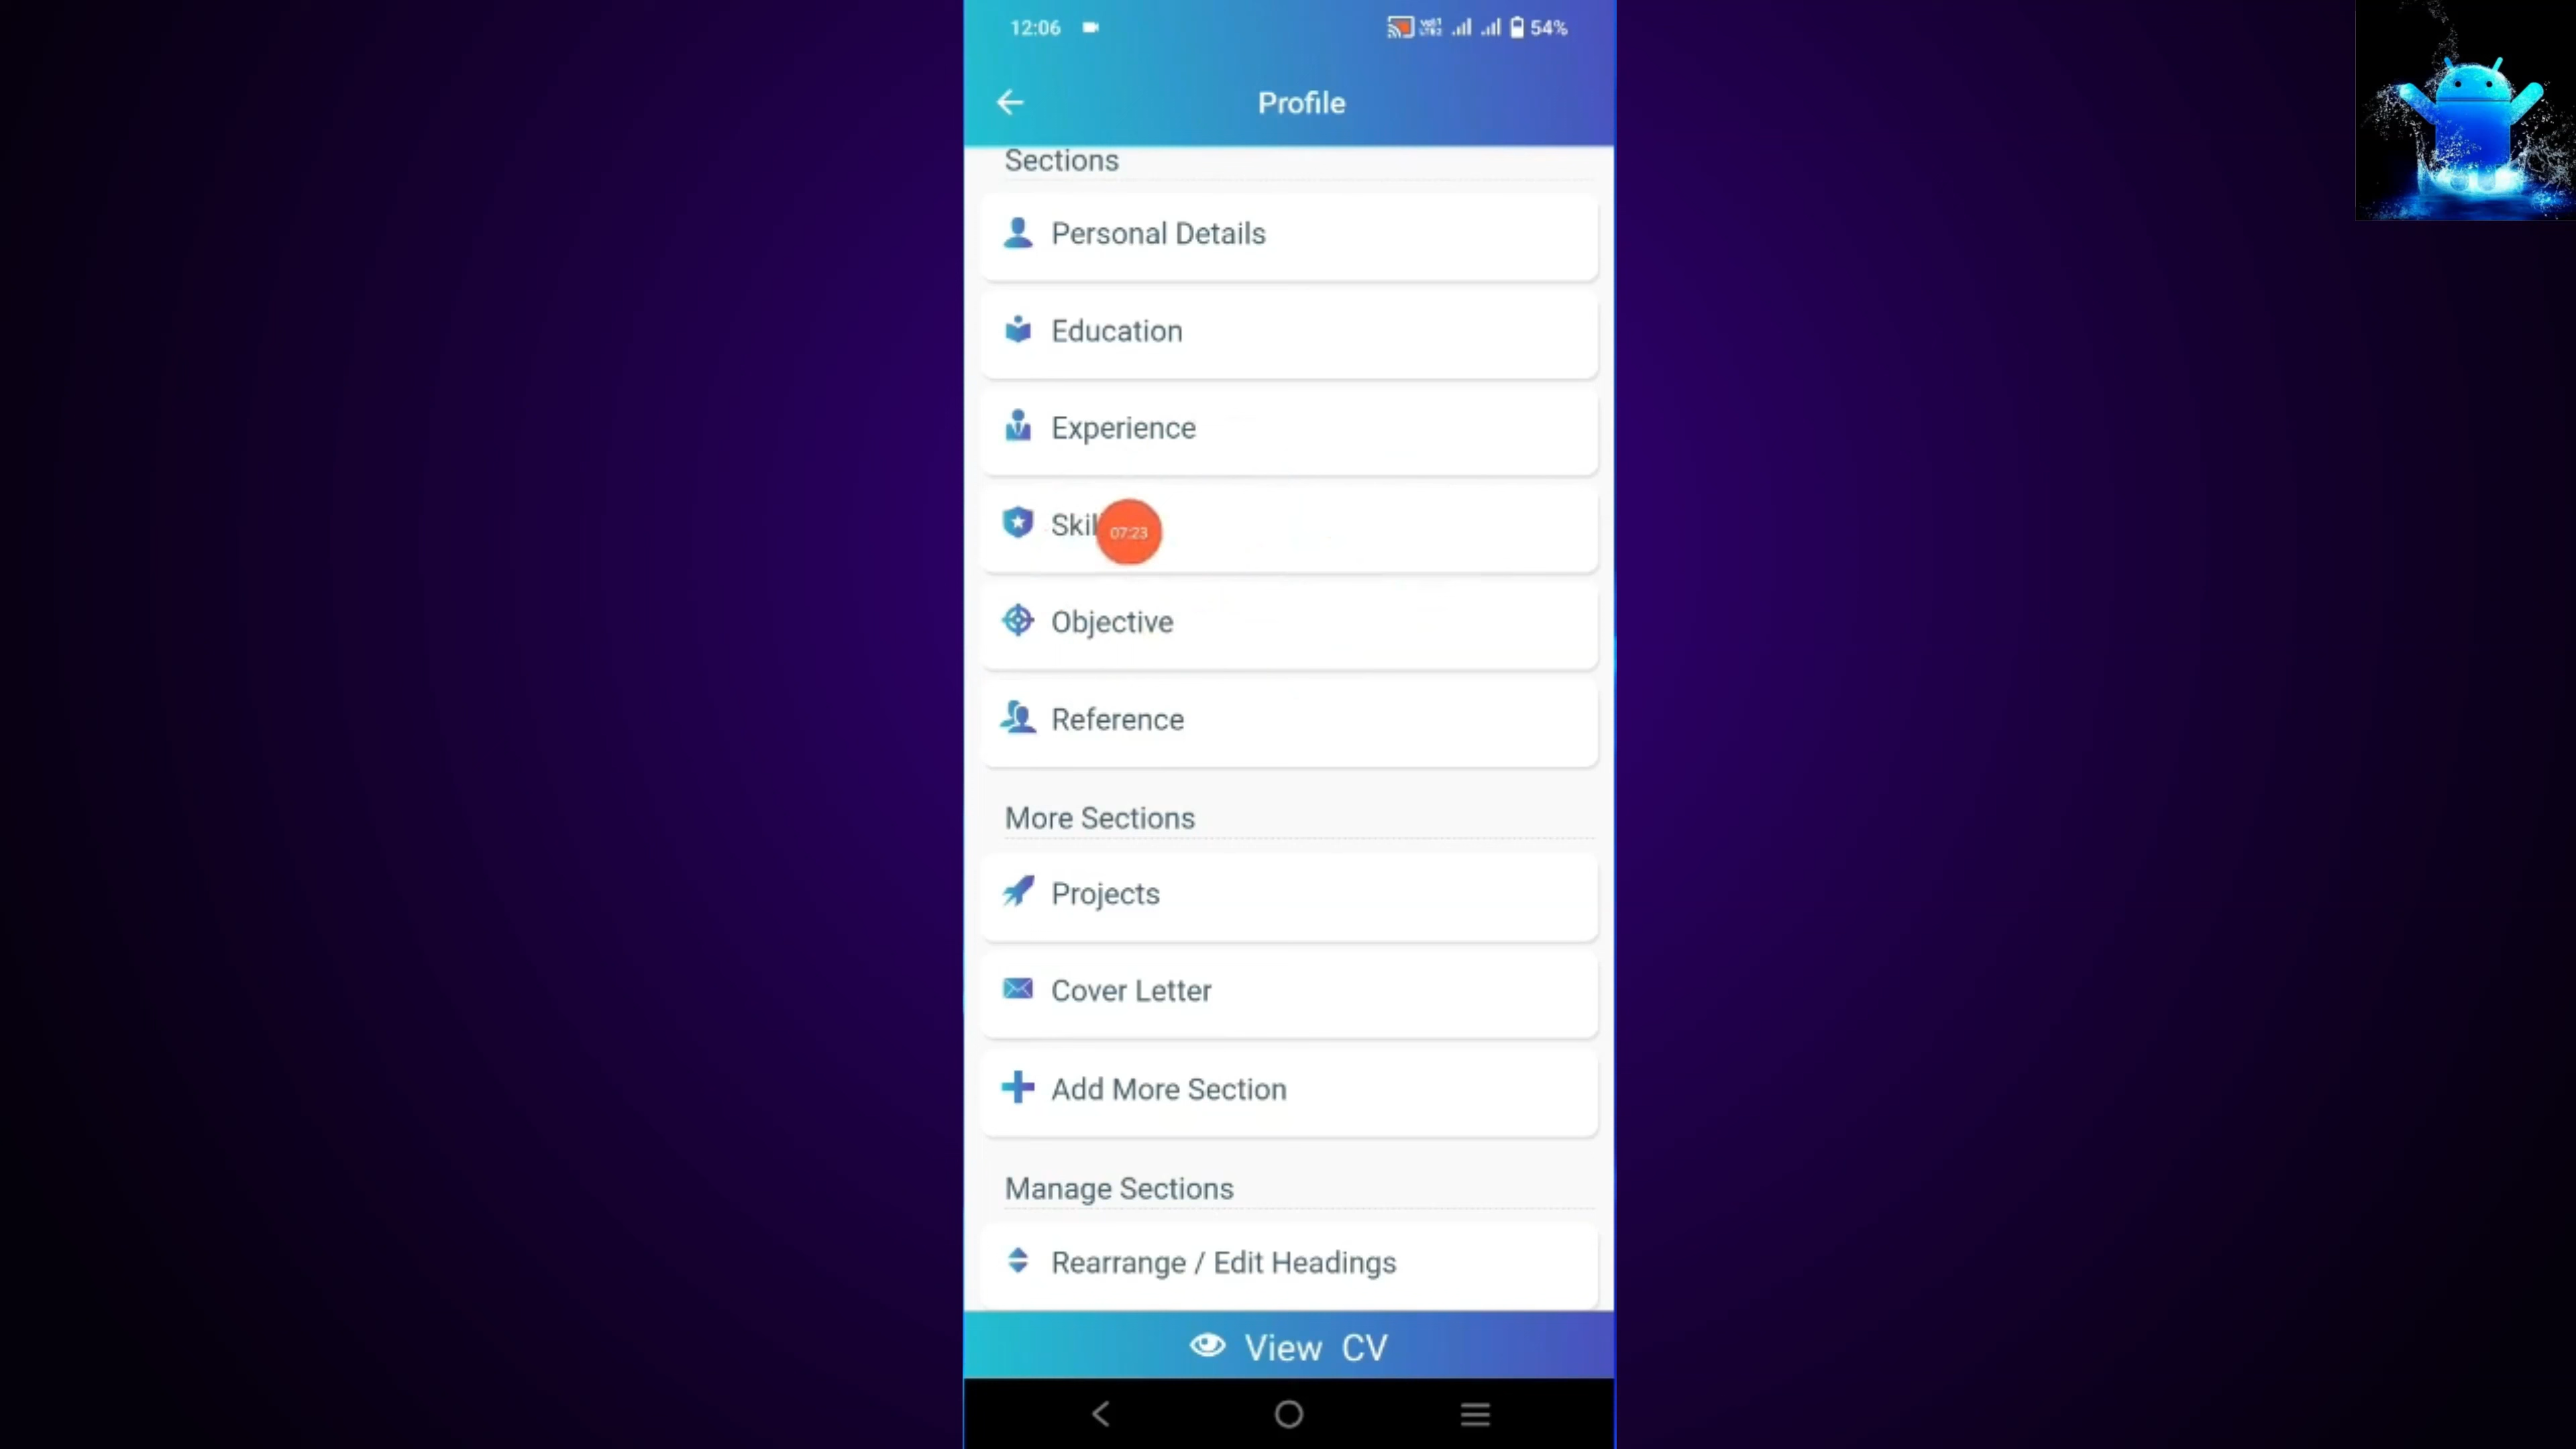 12:06
54%
Profile
Sections
Personal Details
Education
Experience
Skil
07:23
Objective
Reference
More Sections
Projects
Cover Letter
Add More Section
Manage Sections
Rearrange / Edit Headings
View CV